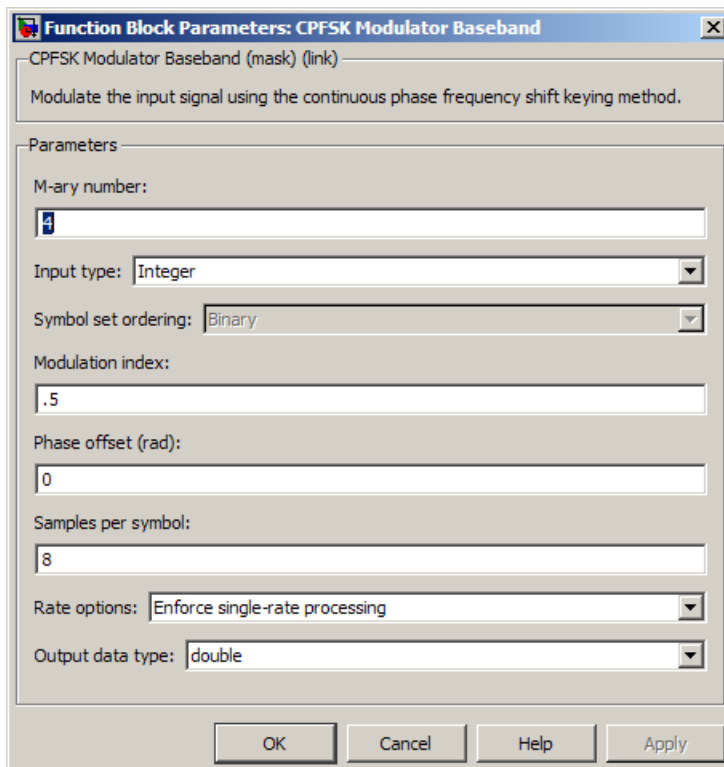 Function Block Parameters: CPFSK Modulator Baseband
CPFSK Modulator Baseband (mask) (link)
Modulate the input signal using the continuous phase frequency shift keying method.
Parameters
M-ary number:
4
Input type: Integer
Symbol set ordering: Binary
Modulation index:
.5
Phase offset (rad):
0
Samples per symbol:
8
Rate options: Enforce single-rate processing
Output data type: double
OK Cancel Help Apply